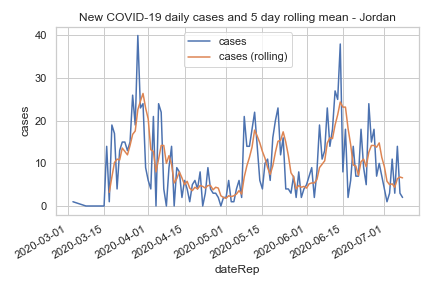 New COVID-19 daily cases and 5 day rolling mean - Jordan
cases
cases (rolling)
cases
40
30
20
10
0
2020-03-01
2020-03-15
2020-04-01
2020-04-15
2020-05-01
2020-05-15
2020-06-01
2020-06-15
2020-07-01
dateRep